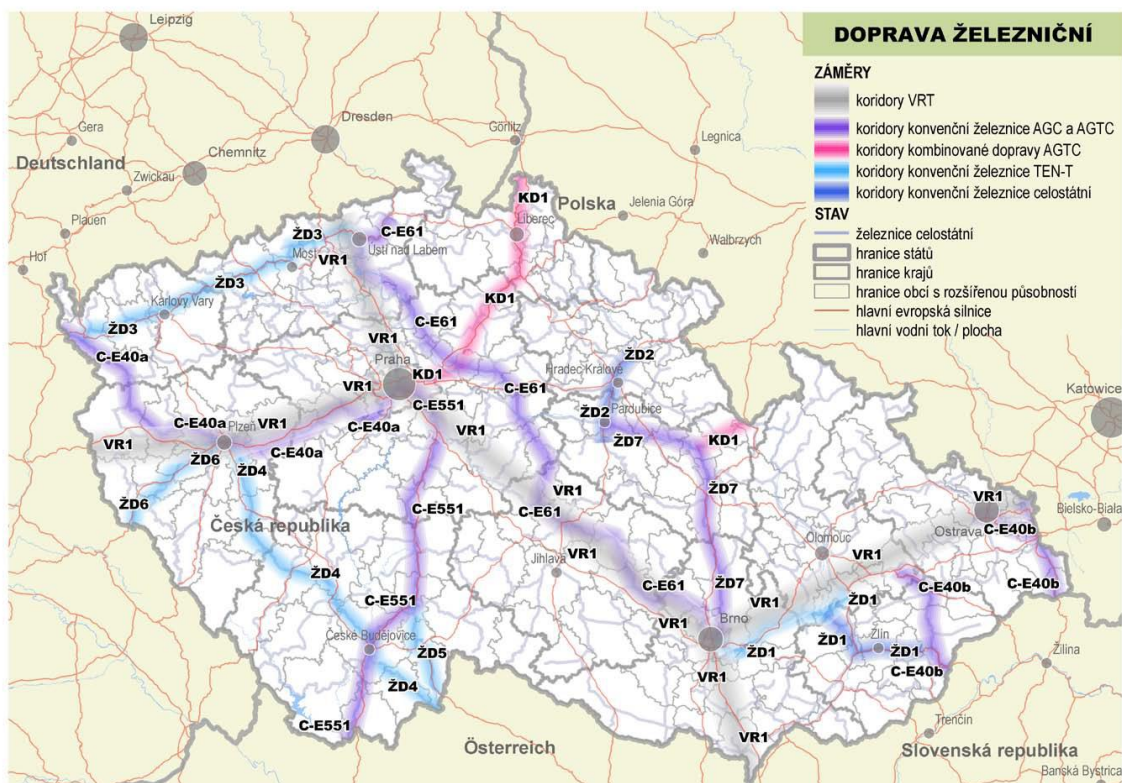 DOPRAVA ŽELEZNIČNÍ
ZÁMĚRY
koridory VRT
koridory konvenční železnice AGC a AGTC
koridory kombinované dopravy AGTC
koridory konvenční železnice TEN-T
koridory konvenční železnice celostátní
STAV
železnice celostátní
hranice států
hranice krajů
hranice obcí s rozšířenou působností
hlavní evropská silnice
hlavní vodní tok / plocha
Leipzig
Dresden
Görlitz
Legnica
Gera
Deutschland
Chemnitz
Zwickau
Plauen
Hof
Polska
Jelenia Góra
Wałbrzych
KD1
Liberec
C-E61
ŽD3
Ústí nad Labem
VR1
Most
ŽD3
Karlovy Vary
ŽD3
KD1
C-E61
C-E40a
VR1
Praha
KD1
VR1
ŽD2
Hradec Králové
C-E61
Katowice
C-E551
ŽD2
Pardubice
C-E40a
C-E40a
VR1
Plzeň
VR1
VR1
ŽD7
KD1
C-E40a
ŽD6
ŽD4
ŽD6
Česká republika
C-E551
VR1
C-E61
ŽD7
VR1
Ostrava
C-E40b
Bielsko-Biała
Olomouc
VR1
Jihlava
VR1
ŽD4
C-E551
C-E61
ŽD7
VR1
C-E40b
C-E40b
ŽD1
VR1
Brno
České Budějovice
ŽD5
ŽD1
ŽD1
Zlín
ŽD1
C-E40b
Žilina
VR1
ŽD4
C-E551
VR1
Österreich
Trenčín
Slovenská republika
Banská Bystrica